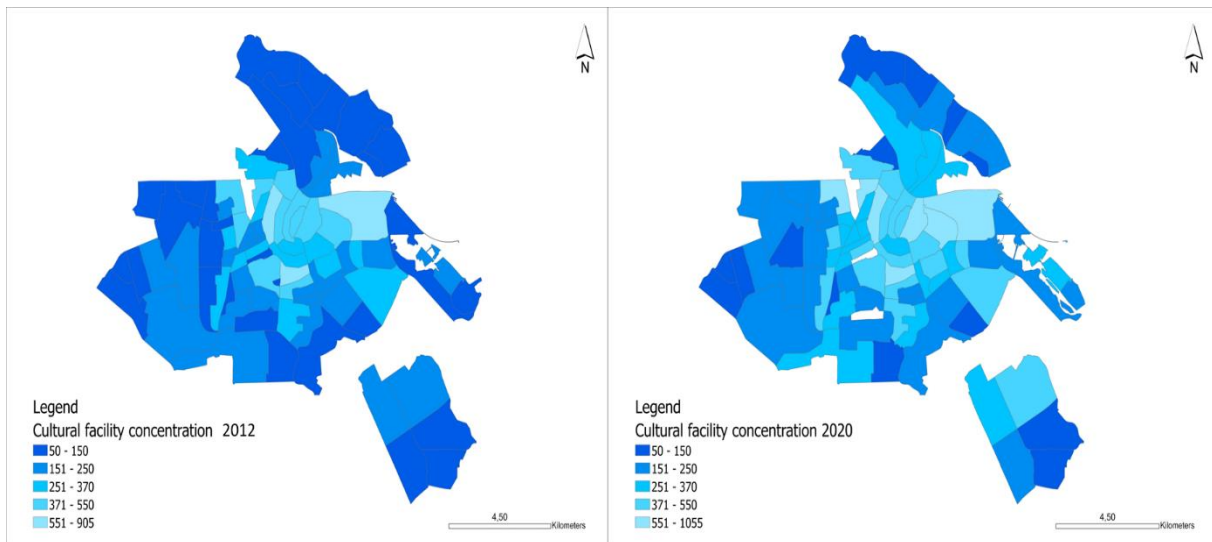 N
Legend
Cultural facility concentration 2012
50 - 150
151 - 250
251 - 370
371 - 550
551 - 905
4,50
Kilometers
N
Legend
Cultural facility concentration 2020
50 - 150
151 - 250
251 - 370
371 - 550
551 - 1055
4,50
Kilometers